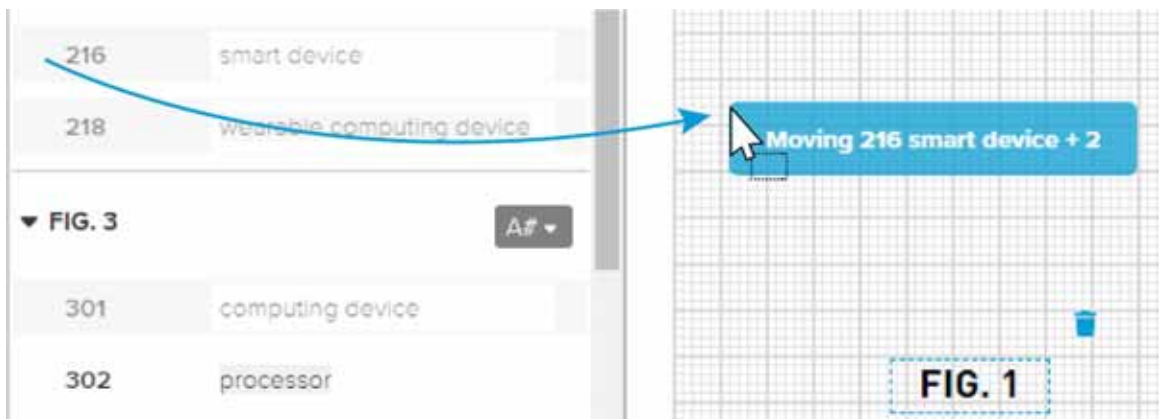 216 smart device
218 wearable computing device
FIG. 3 A#
301 computing device
302 processor
Moving 216 smart device + 2
FIG. 1